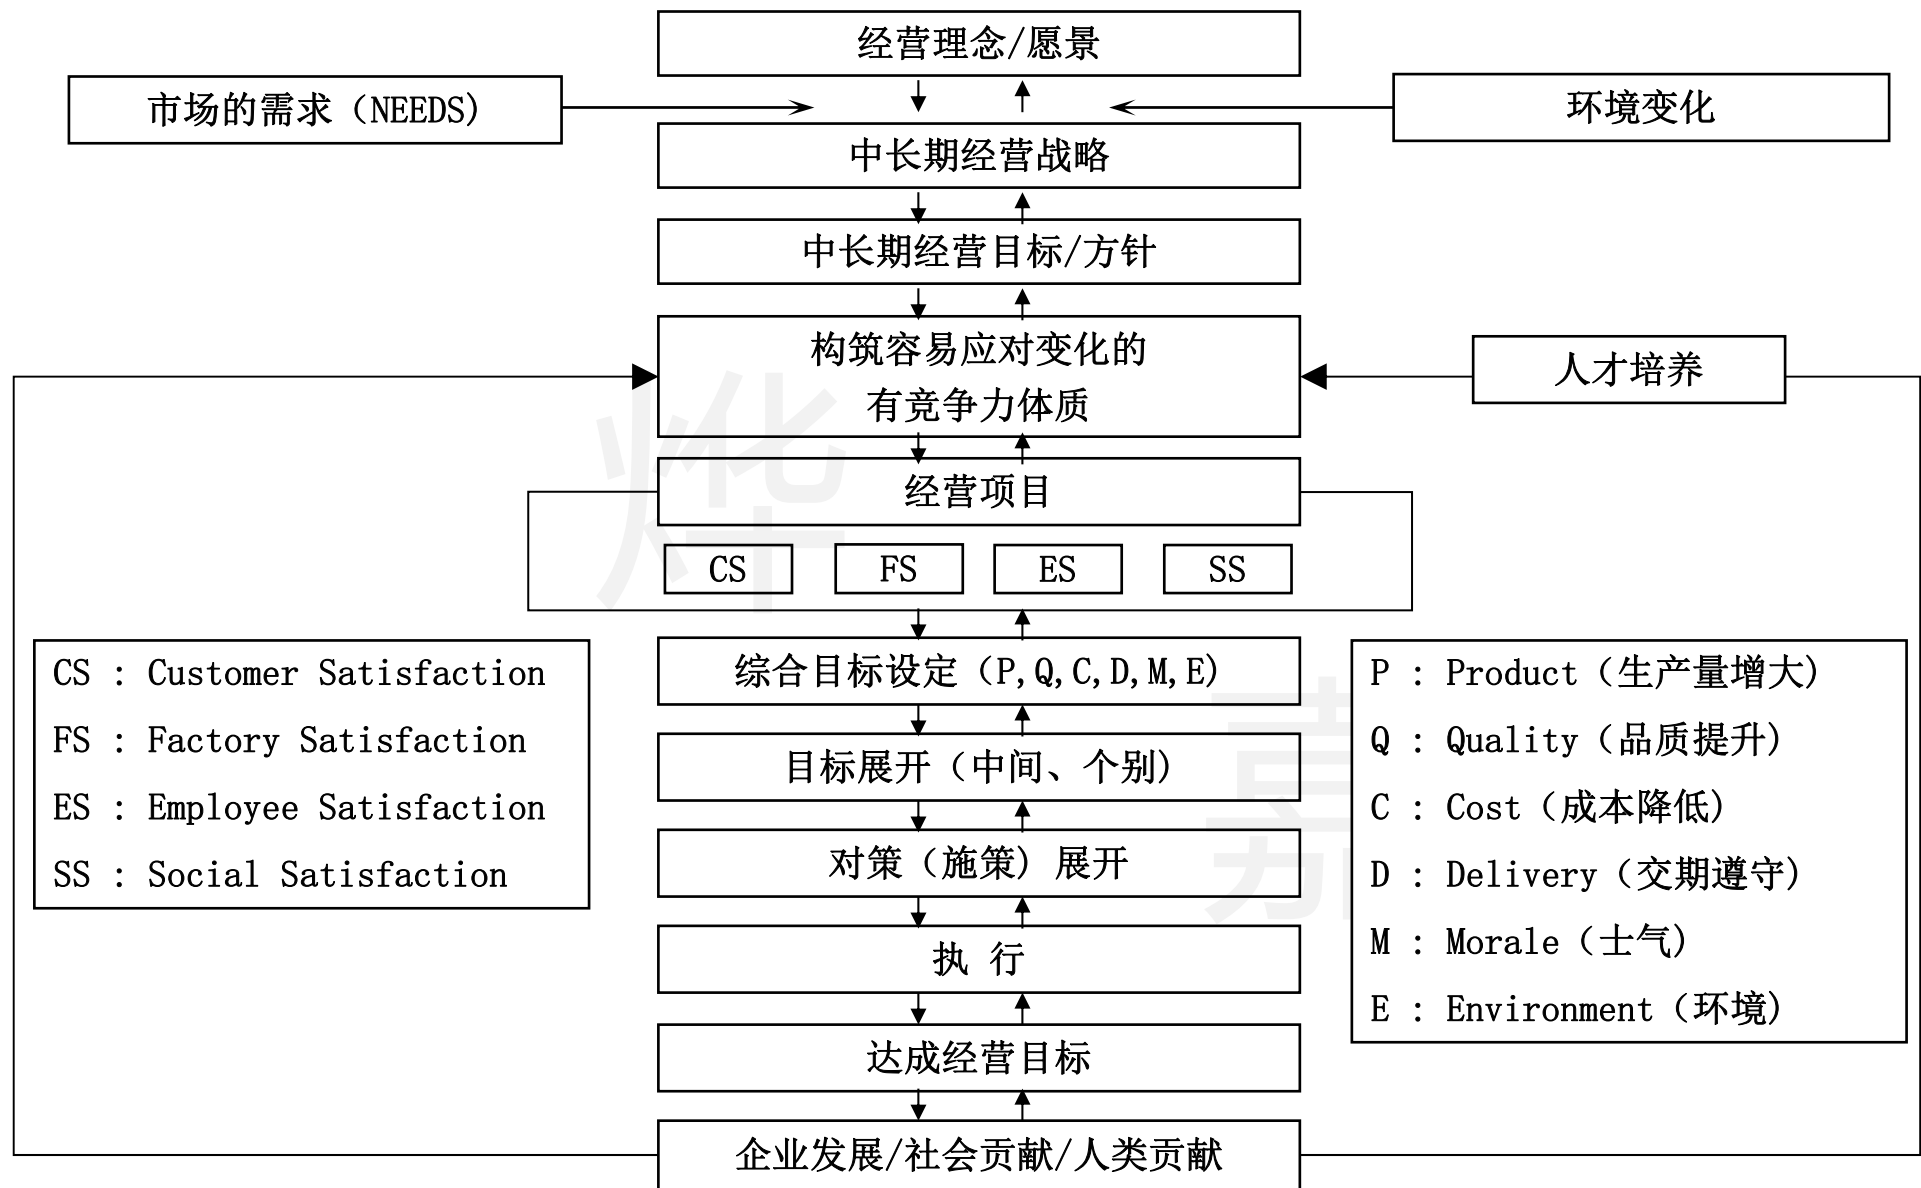 经营理念/愿景
市场的需求（NEEDS）
环境变化
中长期经营战略
中长期经营目标/方针
构筑容易应对变化的
有竞争力体质
人才培养
经营项目
CS
FS
ES
SS
CS : Customer Satisfaction
FS : Factory Satisfaction
ES : Employee Satisfaction
SS : Social Satisfaction
综合目标设定（P,Q,C,D,M,E）
目标展开（中间、个别）
对策（施策）展开
执 行
达成经营目标
企业发展/社会贡献/人类贡献
P : Product（生产量增大）
Q : Quality（品质提升）
C : Cost（成本降低）
D : Delivery（交期遵守）
M : Morale（士气）
E : Environment（环境）
烨
嘉